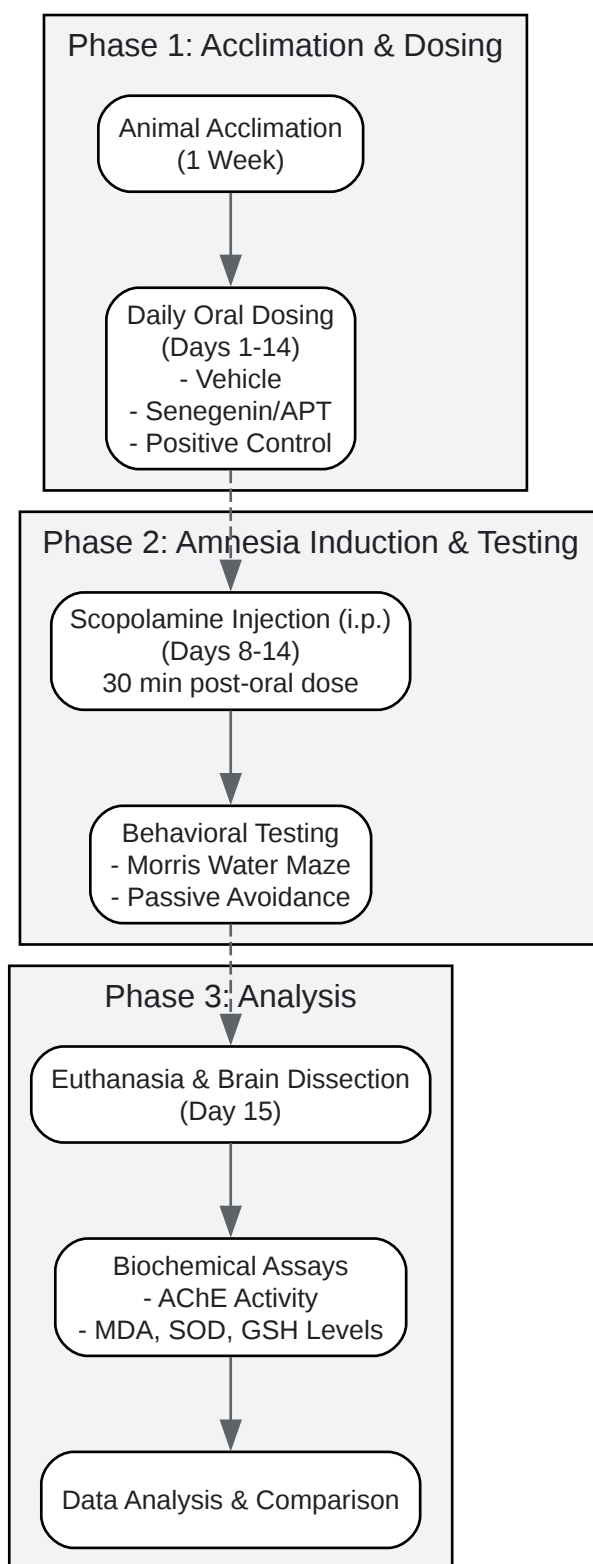 Phase 1: Acclimation & Dosing
Animal Acclimation
(1 Week)
Daily Oral Dosing
(Days 1-14)
- Vehicle
- Senegenin/APT
- Positive Control
Phase 2: Amnesia Induction & Testing
Scopolamine Injection (i.p.)
(Days 8-14)
30 min post-oral dose
Behavioral Testing
- Morris Water Maze
- Passive Avoidance
Phase 3: Analysis
Euthanasia & Brain Dissection
(Day 15)
Biochemical Assays
- AChE Activity
- MDA, SOD, GSH Levels
Data Analysis & Comparison